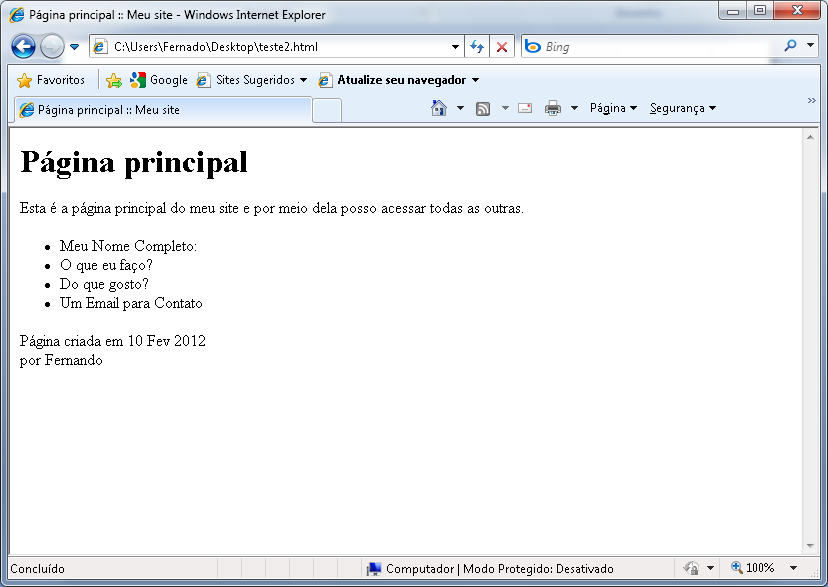 Página principal :: Meu site - Windows Internet Explorer
C:\Users\Fernado\Desktop\teste2.html
Bing
Favoritos Google Sites Sugeridos Atualize seu navegador
Página principal :: Meu site Página Segurança »
Página principal
Esta é a página principal do meu site e por meio dela posso acessar todas as outras.
• Meu Nome Completo:
• O que eu faço?
• Do que gosto?
• Um Email para Contato
Página criada em 10 Fev 2012
por Fernando
Concluído Computador | Modo Protegido: Desativado 100%